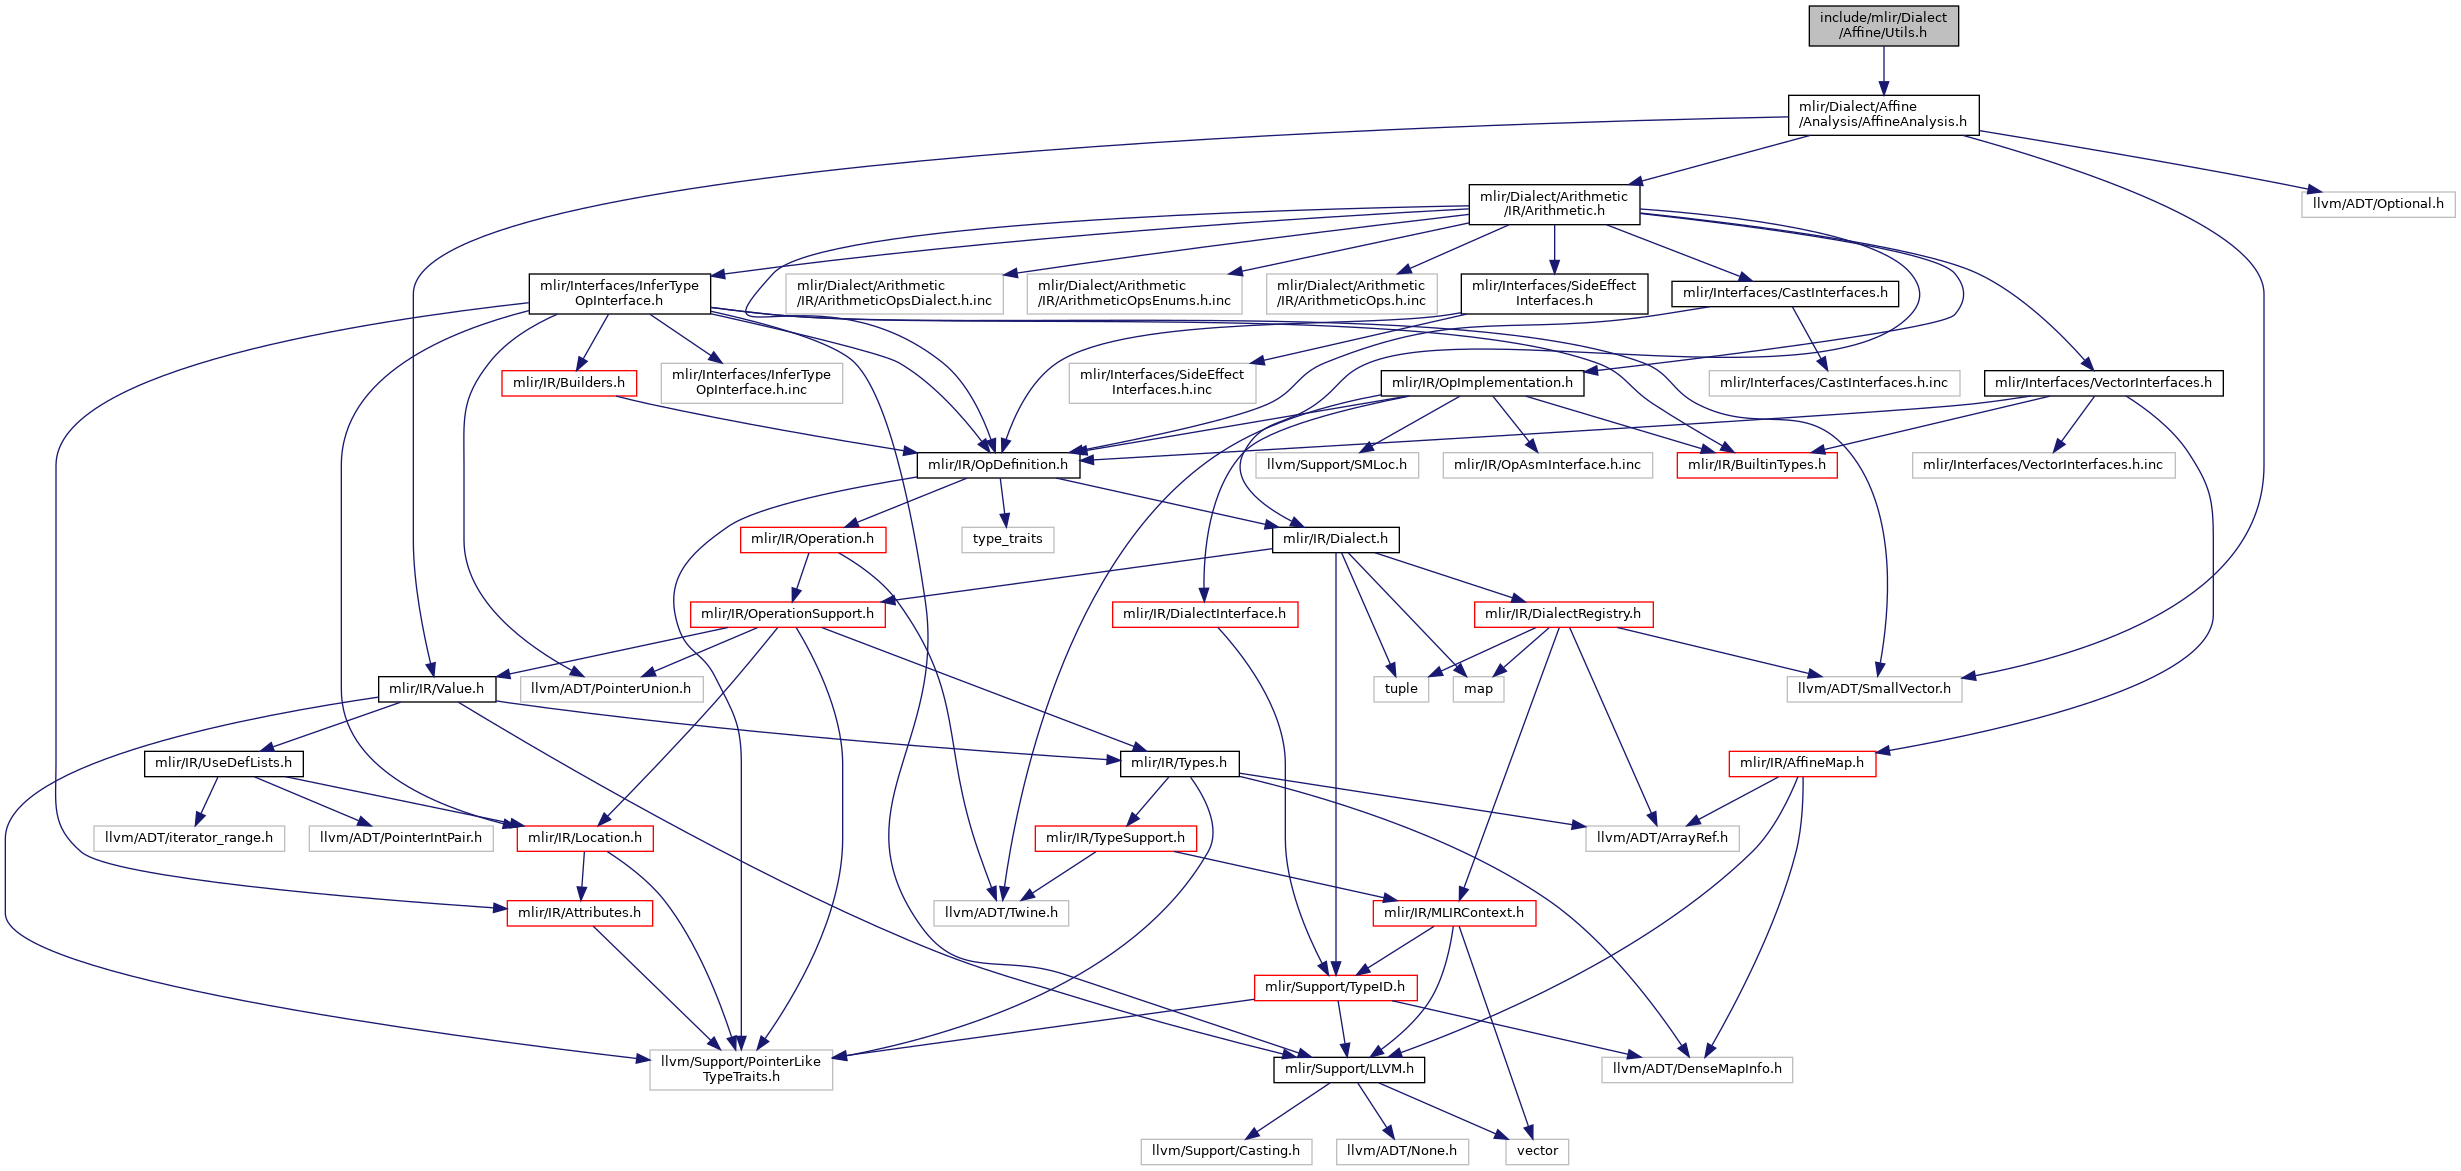 include/mlir/Dialect
/Affine/Utils.h
mlir/Dialect/Affine
/Analysis/AffineAnalysis.h
mlir/Dialect/Arithmetic
/IR/Arithmetic.h
llvm/ADT/Optional.h
mlir/Interfaces/InferType
OpInterface.h
mlir/Dialect/Arithmetic
/IR/ArithmeticOpsDialect.h.inc
mlir/Dialect/Arithmetic
/IR/ArithmeticOpsEnums.h.inc
mlir/Dialect/Arithmetic
/IR/ArithmeticOps.h.inc
mlir/Interfaces/SideEffect
Interfaces.h
mlir/Interfaces/CastInterfaces.h
mlir/IR/Builders.h
mlir/Interfaces/InferType
OpInterface.h.inc
mlir/Interfaces/SideEffect
Interfaces.h.inc
mlir/IR/OpImplementation.h
mlir/Interfaces/CastInterfaces.h.inc
mlir/Interfaces/VectorInterfaces.h
mlir/IR/OpDefinition.h
llvm/Support/SMLoc.h
mlir/IR/OpAsmInterface.h.inc
mlir/IR/BuiltinTypes.h
mlir/Interfaces/VectorInterfaces.h.inc
mlir/IR/Operation.h
type_traits
mlir/IR/Dialect.h
mlir/IR/OperationSupport.h
mlir/IR/DialectInterface.h
mlir/IR/DialectRegistry.h
mlir/IR/Value.h
llvm/ADT/PointerUnion.h
tuple
map
llvm/ADT/SmallVector.h
mlir/IR/UseDefLists.h
mlir/IR/Types.h
mlir/IR/AffineMap.h
llvm/ADT/iterator_range.h
llvm/ADT/PointerIntPair.h
mlir/IR/Location.h
mlir/IR/TypeSupport.h
llvm/ADT/ArrayRef.h
mlir/IR/Attributes.h
llvm/ADT/Twine.h
mlir/IR/MLIRContext.h
mlir/Support/TypeID.h
llvm/Support/PointerLike
TypeTraits.h
mlir/Support/LLVM.h
llvm/ADT/DenseMapInfo.h
llvm/Support/Casting.h
llvm/ADT/None.h
vector